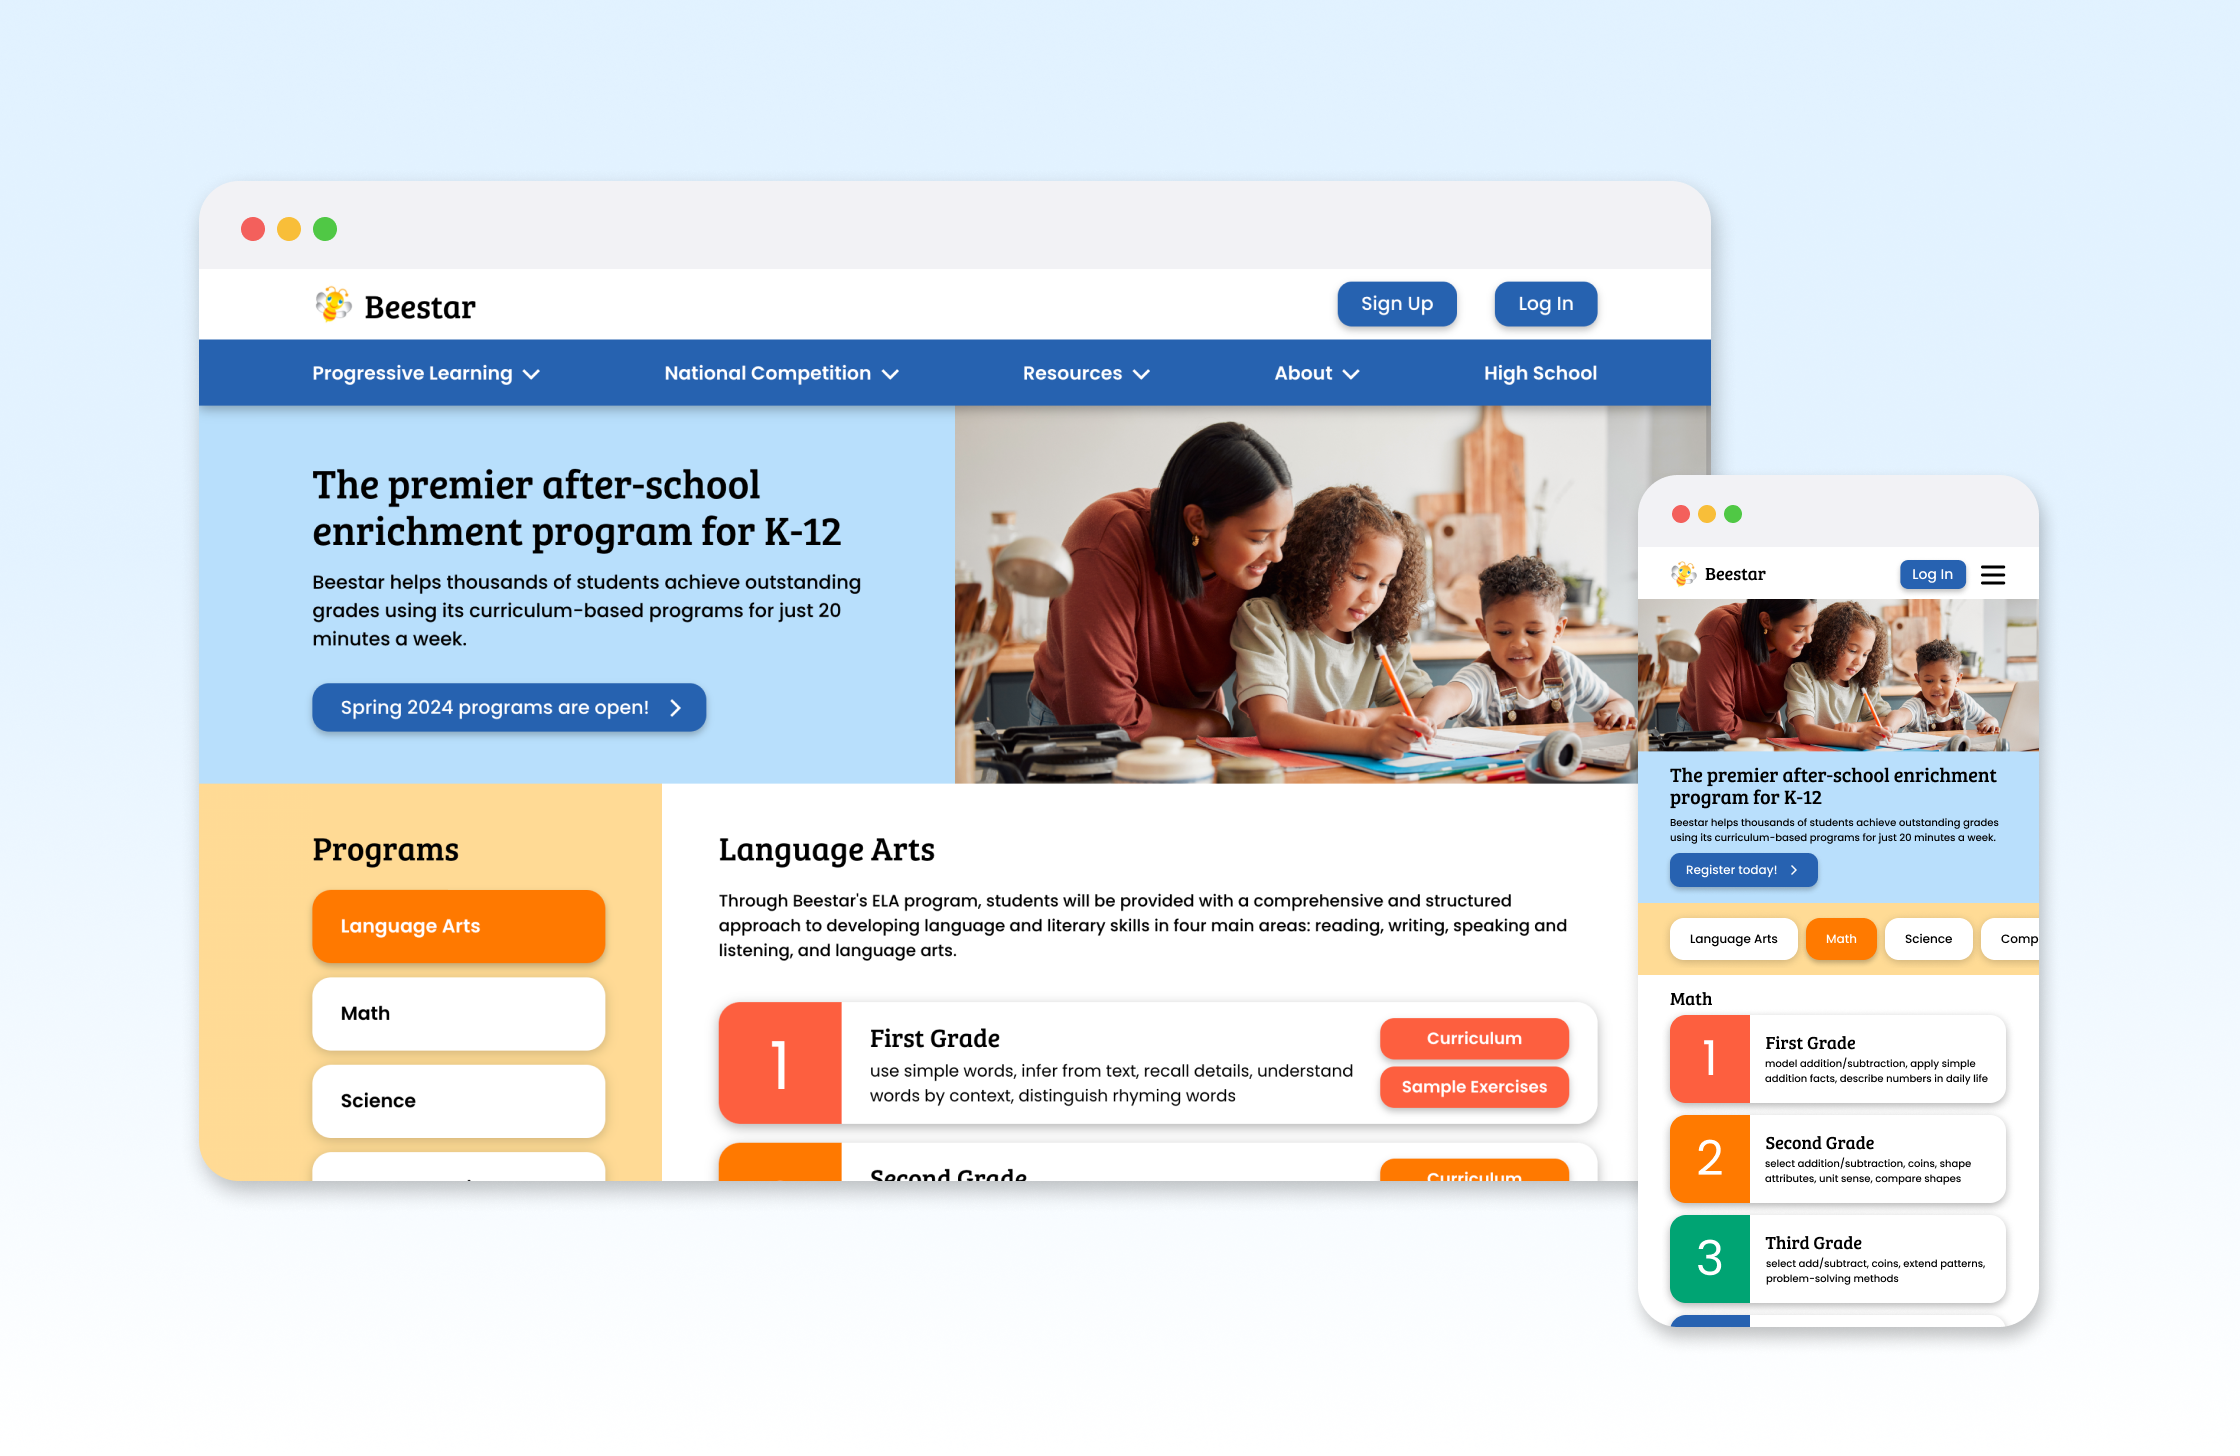 Beestar
Sign Up
Log In
Progressive Learning
National Competition
Resources
About
High School
The premier after-school
enrichment program for K-12
Beestar helps thousands of students achieve outstanding
grades using its curriculum-based programs for just 20
minutes a week.
Spring 2024 programs are open!
Programs
Language Arts
Math
Science
Language Arts
Through Beestar's ELA program, students will be provided with a comprehensive and structured
approach to developing language and literary skills in four main areas: reading, writing, speaking and
listening, and language arts.
1
First Grade
use simple words, infer from text, recall details, understand
words by context, distinguish rhyming words
Curriculum
Sample Exercises
Second Grade
Curriculum
Beestar
Log In
The premier after-school enrichment
program for K-12
Beestar helps thousands of students achieve outstanding grades
using its curriculum-based programs for just 20 minutes a week.
Register today!
Language Arts
Math
Science
Comp
Math
1
First Grade
model addition/subtraction, apply simple
addition facts, describe numbers in daily life
2
Second Grade
select addition/subtraction, coins, shape
attributes, unit sense, compare shapes
3
Third Grade
select add/subtract, coins, extend patterns,
problem-solving methods